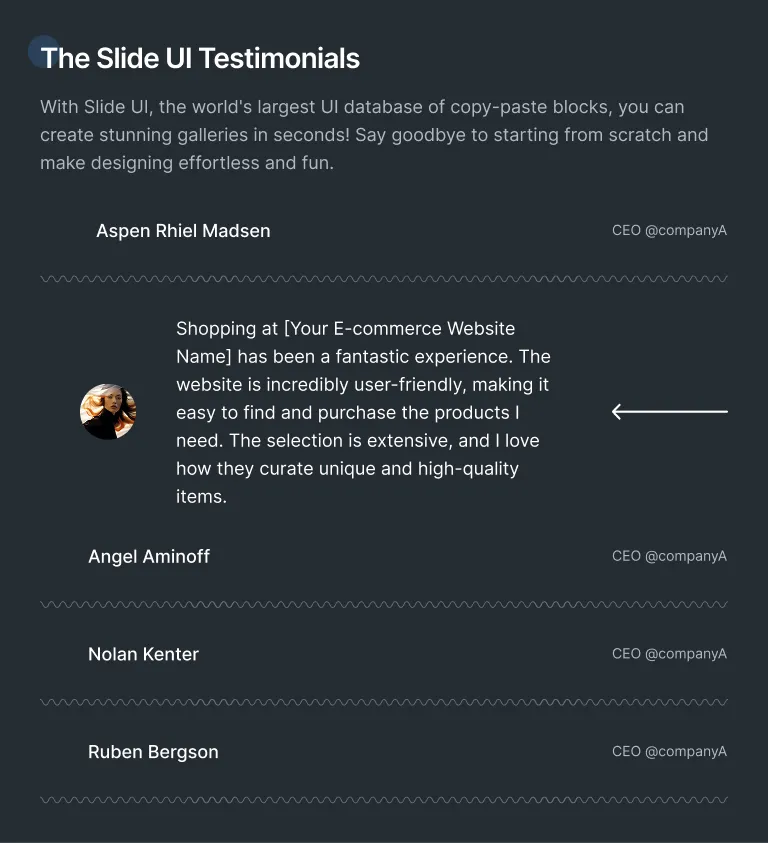 The Slide UI Testimonials
With Slide UI, the world's largest UI database of copy-paste blocks, you can
create stunning galleries in seconds! Say goodbye to starting from scratch and
make designing effortless and fun.
Aspen Rhiel Madsen CEO @companyA
Shopping at [Your E-commerce Website
Name] has been a fantastic experience. The
website is incredibly user-friendly, making it
easy to find and purchase the products I
need. The selection is extensive, and I love
how they curate unique and high-quality
items.
Angel Aminoff CEO @companyA
Nolan Kenter CEO @companyA
Ruben Bergson CEO @companyA